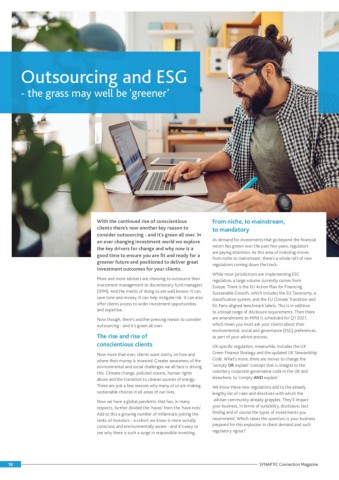 Outsourcing and ESG
- the grass may well be 'greener'
With the continued rise of conscientious
clients there's now another key reason to
consider outsourcing - and it's green all over. In
an ever changing investment world we explore
the key drivers for change and why now is a
good time to ensure you are fit and ready for a
greener future and positioned to deliver great
investment outcomes for your clients.
More and more advisers are choosing to outsource their
investment management to discretionary fund managers
(DFM). And the merits of doing so are well known. It can
save time and money. It can help mitigate risk. It can also
offer clients access to wider investment opportunities
and expertise.
Now though, there's another pressing reason to consider
outsourcing - and it's green all over.
The rise and rise of
conscientious clients
Now more than ever, clients want clarity on how and
where their money is invested. Greater awareness of the
environmental and social challenges we all face is driving
this. Climate change, polluted oceans, human rights
abuse and the transition to cleaner sources of energy.
These are just a few reasons why many of us are making
sustainable choices in all areas of our lives.
Now we have a global pandemic that has, in many
respects, further divided the 'haves' from the 'have nots'.
Add to this a growing number of millennials joining the
ranks of investors - a cohort we know is more socially
conscious and environmentally aware - and it's easy to
see why there is such a surge in responsible investing.
From niche, to mainstream,
to mandatory
As demand for investments that go beyond the financial
return has grown over the past few years, regulators
are paying attention. As this area of investing moves
from niche to mainstream, there's a whole raft of new
regulations coming down the track.
While most jurisdictions are implementing ESG
regulation, a large volume currently comes from
Europe. There is the EU Action Plan for Financing
Sustainable Growth, which includes the EU Taxonomy, a
classification system and the EU Climate Transition and
EU Paris-aligned benchmark labels. This is in addition
to a broad range of disclosure requirements. Then there
are amendments to MiFID II, scheduled for Q1 2021,
which mean you must ask your clients about their
environmental, social and governance (ESG) preferences,
as part of your advice process.
UK-specific regulation, meanwhile, includes the UK
Green Finance Strategy and the updated UK Stewardship
Code. What's more, there are moves to change the
'comply OR explain' concept that is integral to the
voluntary corporate governance code in the UK and
elsewhere, to 'comply AND explain'.
We know these new regulations add to the already
lengthy list of rules and directives with which the
adviser community already grapples. They'll impact
your business, in terms of suitability, disclosure, fact
finding and of course the types of investments you
recommend. Which raises the question: is your business
prepared for this explosion in client demand and such
regulatory rigour?
SYNAPTIC Connection Magazine